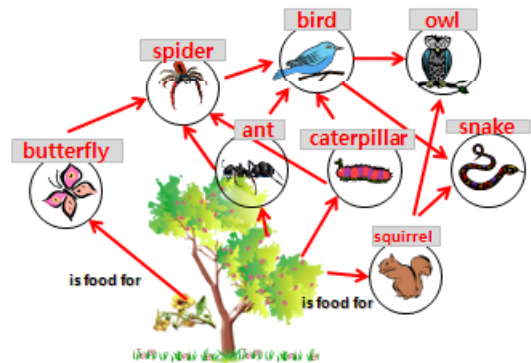 bird
owl
spider
ant
caterpillar
snake
butterfly
squirrel
is food for
is food for